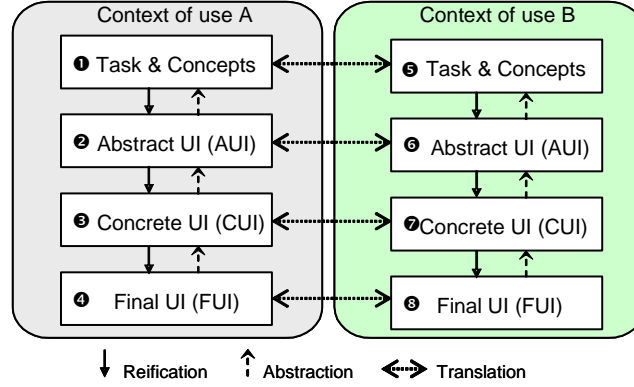 Context of use A
Context of use B
❶ Task & Concepts
❺ Task & Concepts
❷ Abstract UI (AUI)
❻ Abstract UI (AUI)
❸ Concrete UI (CUI)
❼Concrete UI (CUI)
❹ Final UI (FUI)
❽ Final UI (FUI)
Reification
Abstraction
Translation